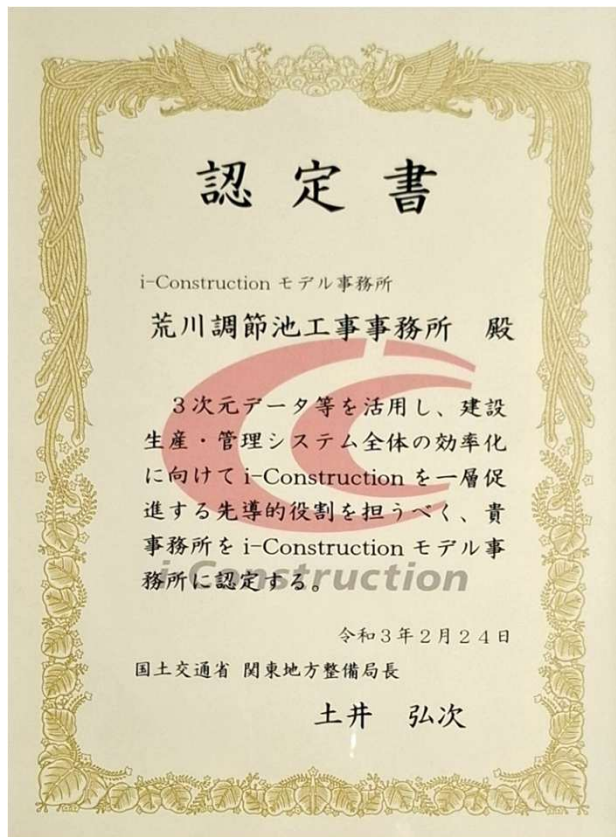 認定書
i-Construction モデル事務所
荒川調節池工事事務所 殿
3次元データ等を活用し、建設
生産・管理システム全体の効率化
に向けて i-Construction を一層促
進する先導的役割を担うべく、貴
事務所を i-Construction モデル事
務所に認定する。
i-Construction
令和3年2月24日
国土交通省 関東地方整備局長
土井 弘次